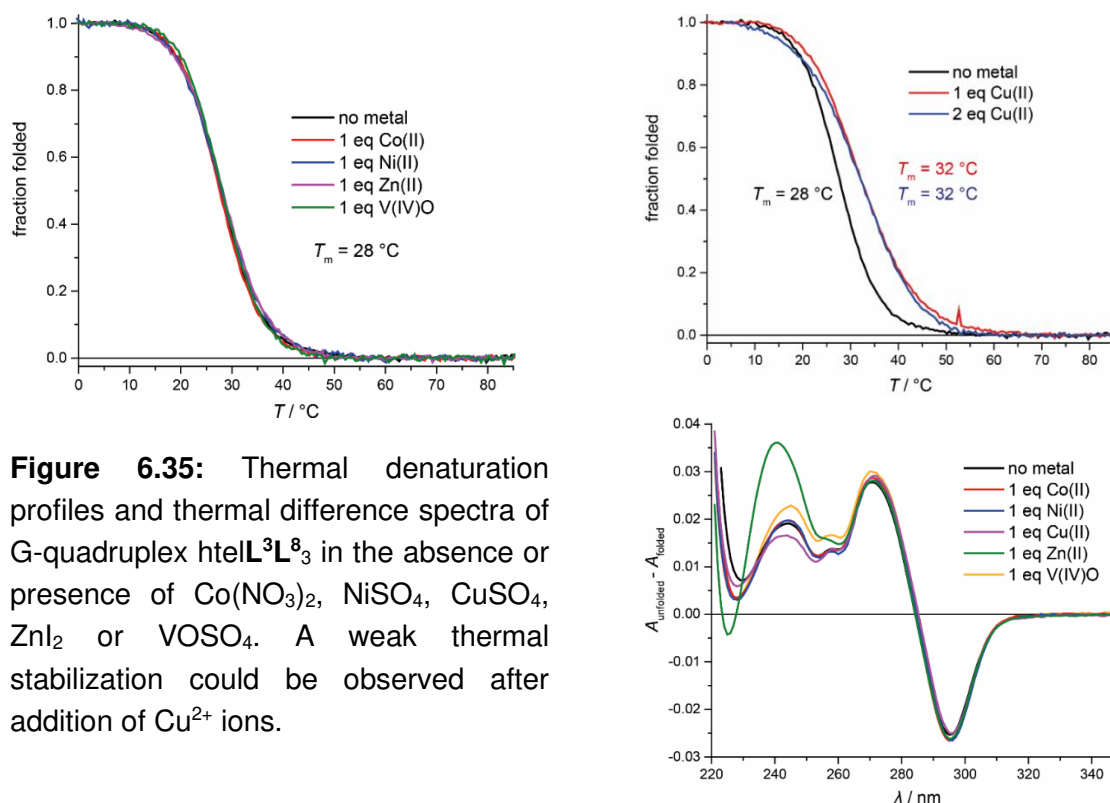 1.0
0.8
0.6
0.4
0.2
0.0
fraction folded
no metal
1 eq Co(II)
1 eq Ni(II)
1 eq Zn(II)
1 eq V(IV)O
Tm = 28 °C
0 10 20 30 40 50 60 70 80
T / °C
1.0
0.8
0.6
0.4
0.2
0.0
fraction folded
no metal
1 eq Cu(II)
2 eq Cu(II)
Tm = 32 °C
Tm = 28 °C Tm = 32 °C
0 10 20 30 40 50 60 70 80
T / °C
Figure 6.35: Thermal denaturation
profiles and thermal difference spectra of
G-quadruplex htelL³L⁸₃ in the absence or
presence of Co(NO₃)₂, NiSO₄, CuSO₄,
ZnI₂ or VOSO₄. A weak thermal
stabilization could be observed after
addition of Cu²⁺ ions.
0.04
0.03
0.02
0.01
0.00
-0.01
-0.02
-0.03
Aunfolded - Afolded
no metal
1 eq Co(II)
1 eq Ni(II)
1 eq Cu(II)
1 eq Zn(II)
1 eq V(IV)O
220 240 260 280 300 320 340
λ / nm